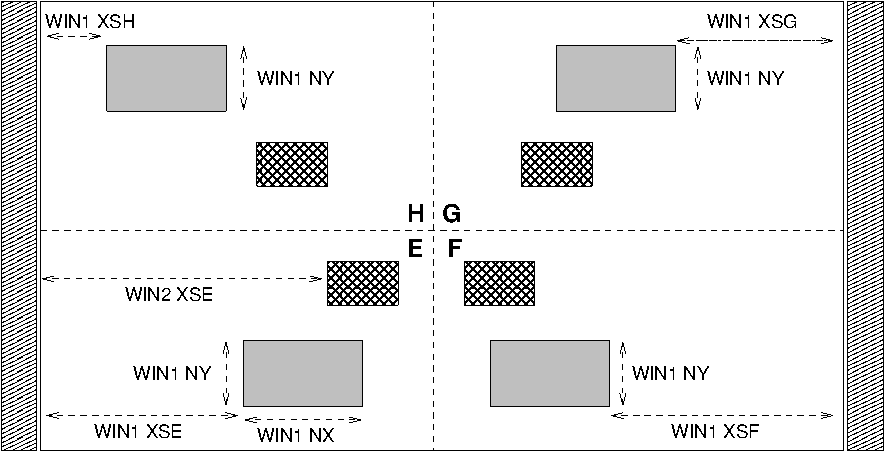 WIN1 XSH
WIN1 XSG
WIN1 NY
WIN1 NY
H G
E F
WIN2 XSE
WIN1 NY
WIN1 NY
WIN1 XSE
WIN1 NX
WIN1 XSF